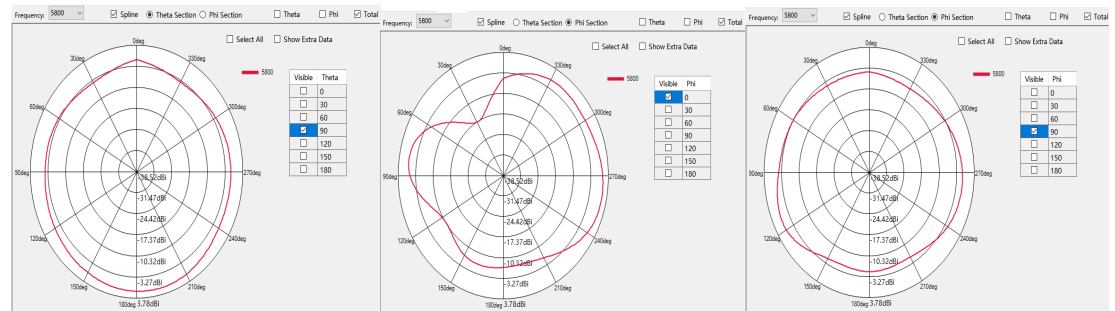 Frequency: 5800 Spline Theta Section Phi Section Theta Phi Total
Select All Show Extra Data
0deg
30deg 330deg
5800
Visible Theta
0
30
60
90
120
150
180
60deg 300deg
90deg 270deg
-38.52dBi
-31.47dBi
-24.42dBi
-17.37dBi
-10.32dBi
-3.27dBi
120deg 240deg
150deg 210deg
180deg 3.78dBi
Frequency: 5800 Spline Theta Section Phi Section Theta Phi Total
Select All Show Extra Data
0deg
30deg 330deg
5800
Visible Phi
0
30
60
90
120
150
180
60deg 300deg
90deg 270deg
-38.52dBi
-31.47dBi
-24.42dBi
-17.37dBi
-10.32dBi
-3.27dBi
120deg 240deg
150deg 210deg
180deg 3.78dBi
Frequency: 5800 Spline Theta Section Phi Section Theta Phi Total
Select All Show Extra Data
0deg
30deg 330deg
5800
Visible Phi
0
30
60
90
120
150
180
60deg 300deg
90deg 270deg
-38.52dBi
-31.47dBi
-24.42dBi
-17.37dBi
-10.32dBi
-3.27dBi
120deg 240deg
150deg 210deg
180deg 3.78dBi